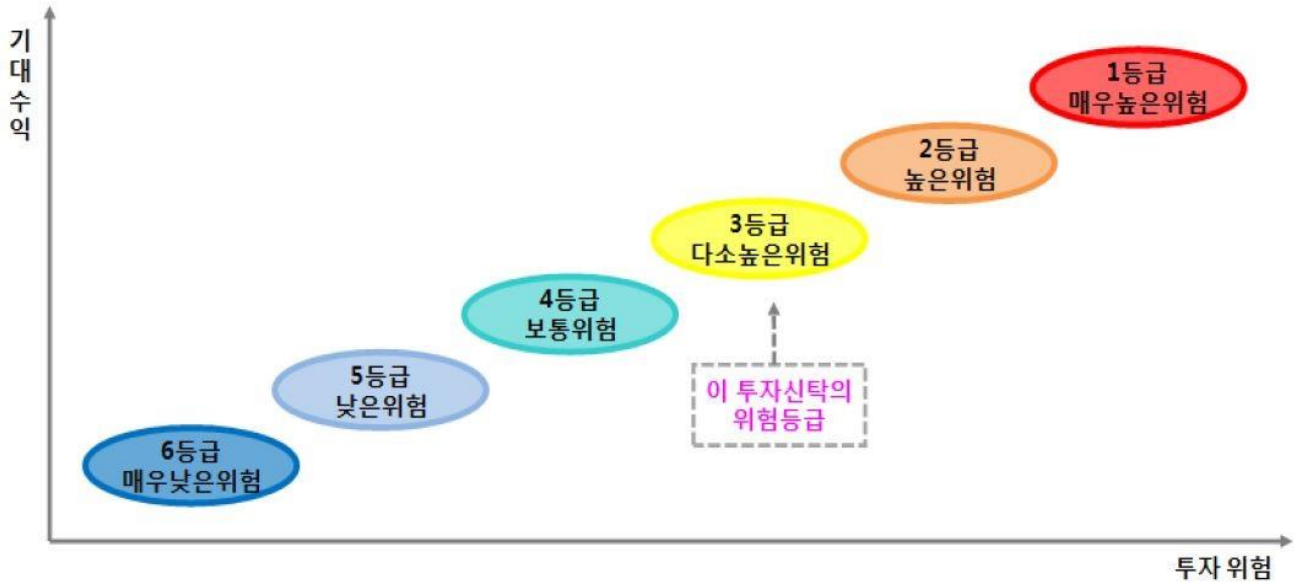 기대수익
1등급
매우높은위험
2등급
높은위험
3등급
다소높은위험
4등급
보통위험
이 투자신탁의
위험등급
5등급
낮은위험
6등급
매우낮은위험
투자 위험